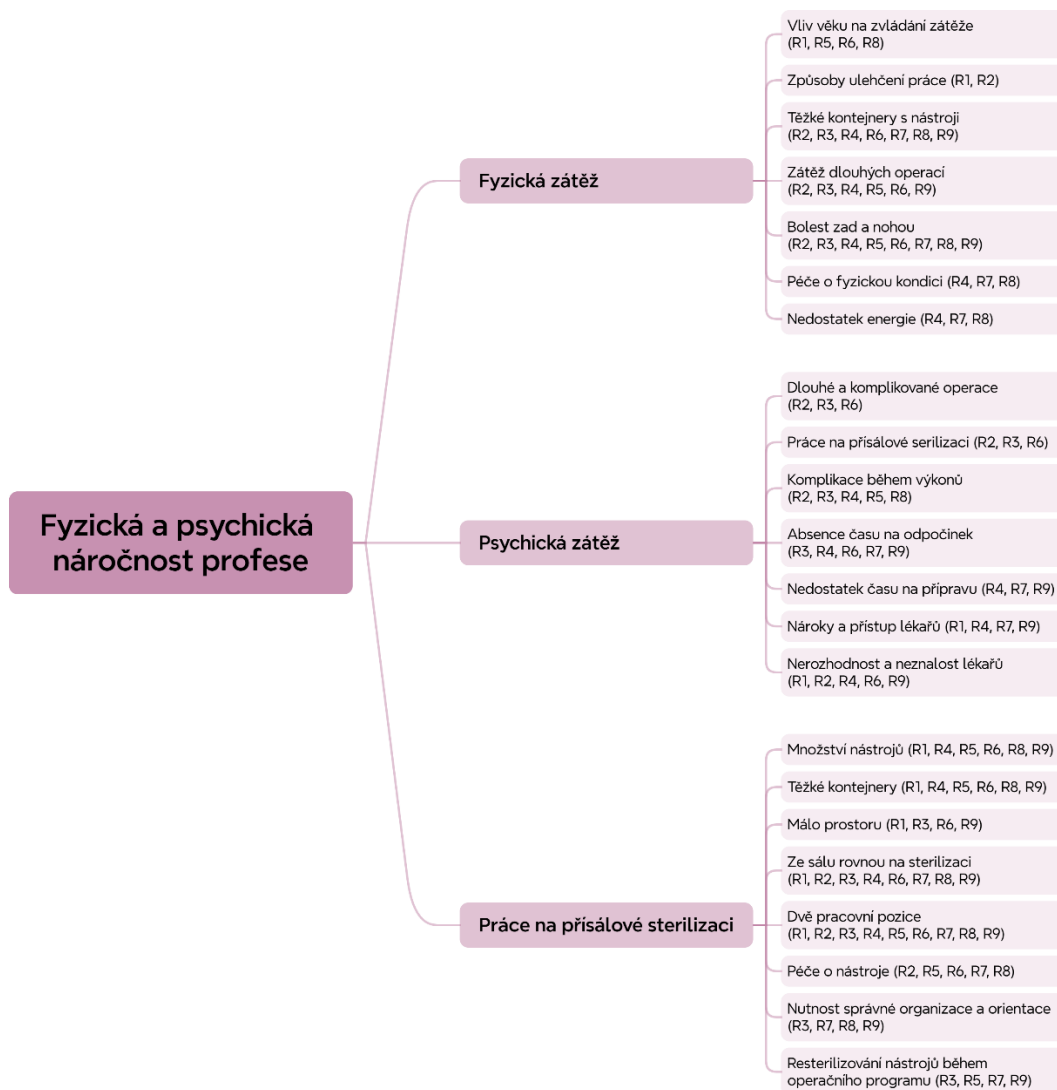 Fyzická a psychická
náročnost profese
Fyzická zátěž
Vliv věku na zvládání zátěže
(R1, R5, R6, R8)
Způsoby ulehčení práce (R1, R2)
Těžké kontejnery s nástroji
(R2, R3, R4, R6, R7, R8, R9)
Zátěž dlouhých operací
(R2, R3, R4, R5, R6, R9)
Bolest zad a nohou
(R2, R3, R4, R5, R6, R7, R8, R9)
Péče o fyzickou kondici (R4, R7, R8)
Nedostatek energie (R4, R7, R8)
Psychická zátěž
Dlouhé a komplikované operace
(R2, R3, R6)
Práce na přísálové serilizaci (R2, R3, R6)
Komplikace během výkonů
(R2, R3, R4, R5, R8)
Absence času na odpočinek
(R3, R4, R6, R7, R9)
Nedostatek času na přípravu (R4, R7, R9)
Nároky a přístup lékařů (R1, R4, R7, R9)
Nerozhodnost a neznalost lékařů
(R1, R2, R4, R6, R9)
Práce na přísálové sterilizaci
Množství nástrojů (R1, R4, R5, R6, R8, R9)
Těžké kontejnery (R1, R4, R5, R6, R8, R9)
Málo prostoru (R1, R3, R6, R9)
Ze sálu rovnou na sterilizaci
(R1, R2, R3, R4, R6, R7, R8, R9)
Dvě pracovní pozice
(R1, R2, R3, R4, R5, R6, R7, R8, R9)
Péče o nástroje (R2, R5, R6, R7, R8)
Nutnost správné organizace a orientace
(R3, R7, R8, R9)
Resterilizování nástrojů během
operačního programu (R3, R5, R7, R9)